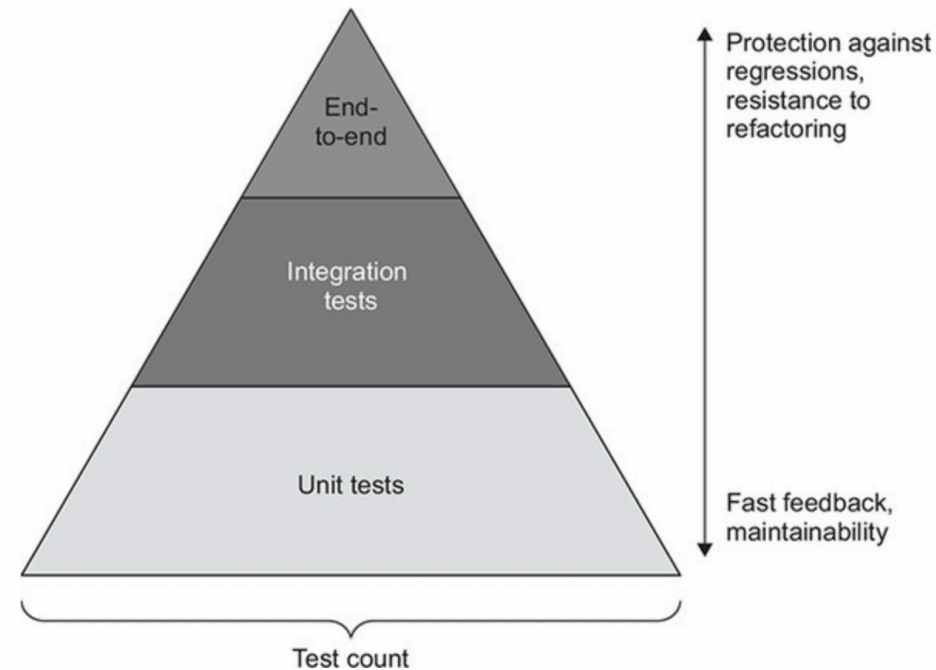 End-
to-end
Protection against
regressions,
resistance to
refactoring
Integration
tests
Unit tests
Fast feedback,
maintainability
Test count